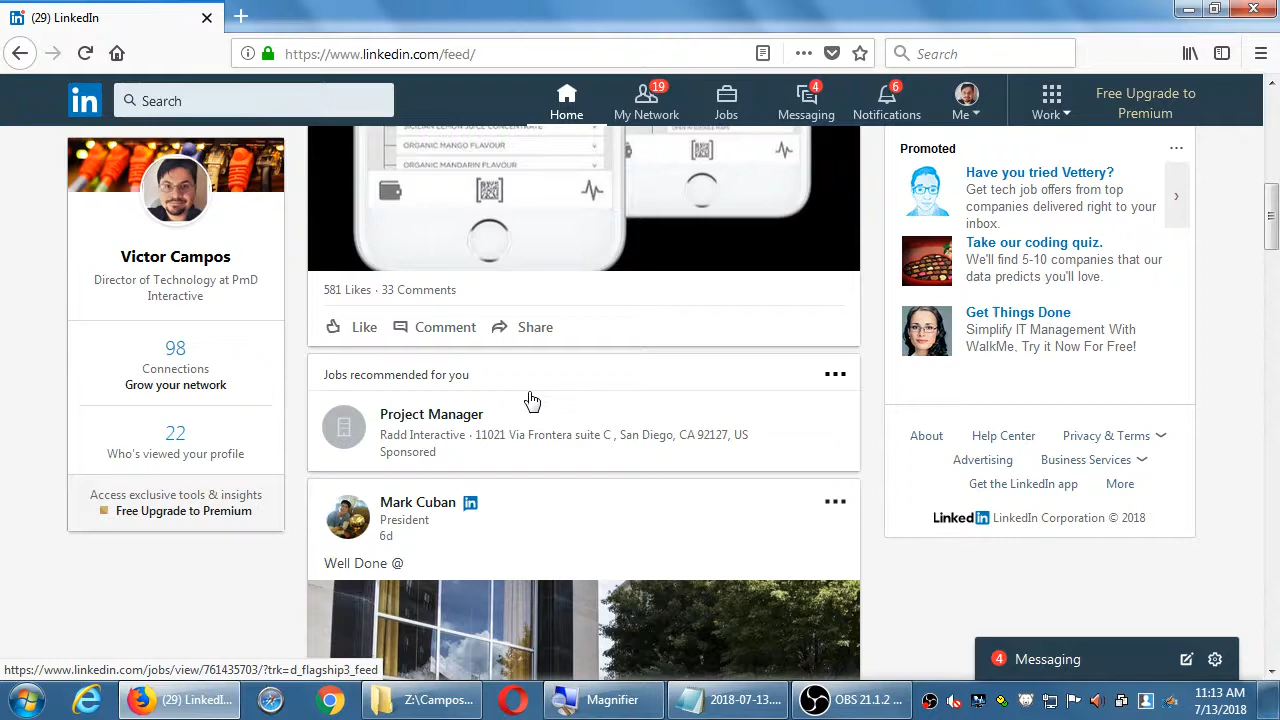 (29) LinkedIn
https://www.linkedin.com/feed/
Search
in
Search
Home
19
My Network
Jobs
4
Messaging
6
Notifications
Me
Work
Free Upgrade to
Premium
Victor Campos
Director of Technology at PnD
Interactive
98
Connections
Grow your network
22
Who's viewed your profile
Access exclusive tools & insights
Free Upgrade to Premium
ORGANIC MANGO FLAVOUR
ORGANIC MANDARIN FLAVOUR
581 Likes · 33 Comments
Like
Comment
Share
Jobs recommended for you
Project Manager
Radd Interactive · 11021 Via Frontera suite C , San Diego, CA 92127, US
Sponsored
Mark Cuban in
President
6d
Well Done @
Promoted
Have you tried Vettery?
Get tech job offers from top
companies delivered right to your
inbox.
Take our coding quiz.
We'll find 5-10 companies that our
data predicts you'll love.
Get Things Done
Simplify IT Management With
WalkMe, Try it Now For Free!
About
Help Center
Privacy & Terms
Advertising
Business Services
Get the LinkedIn app
More
Linked in LinkedIn Corporation © 2018
4 Messaging
https://www.linkedin.com/jobs/view/761435703/?trk=d_flagship3_feed
(29) LinkedI...
Z:\Campos...
Magnifier
2018-07-13....
OBS 21.1.2 ...
11:13 AM
7/13/2018